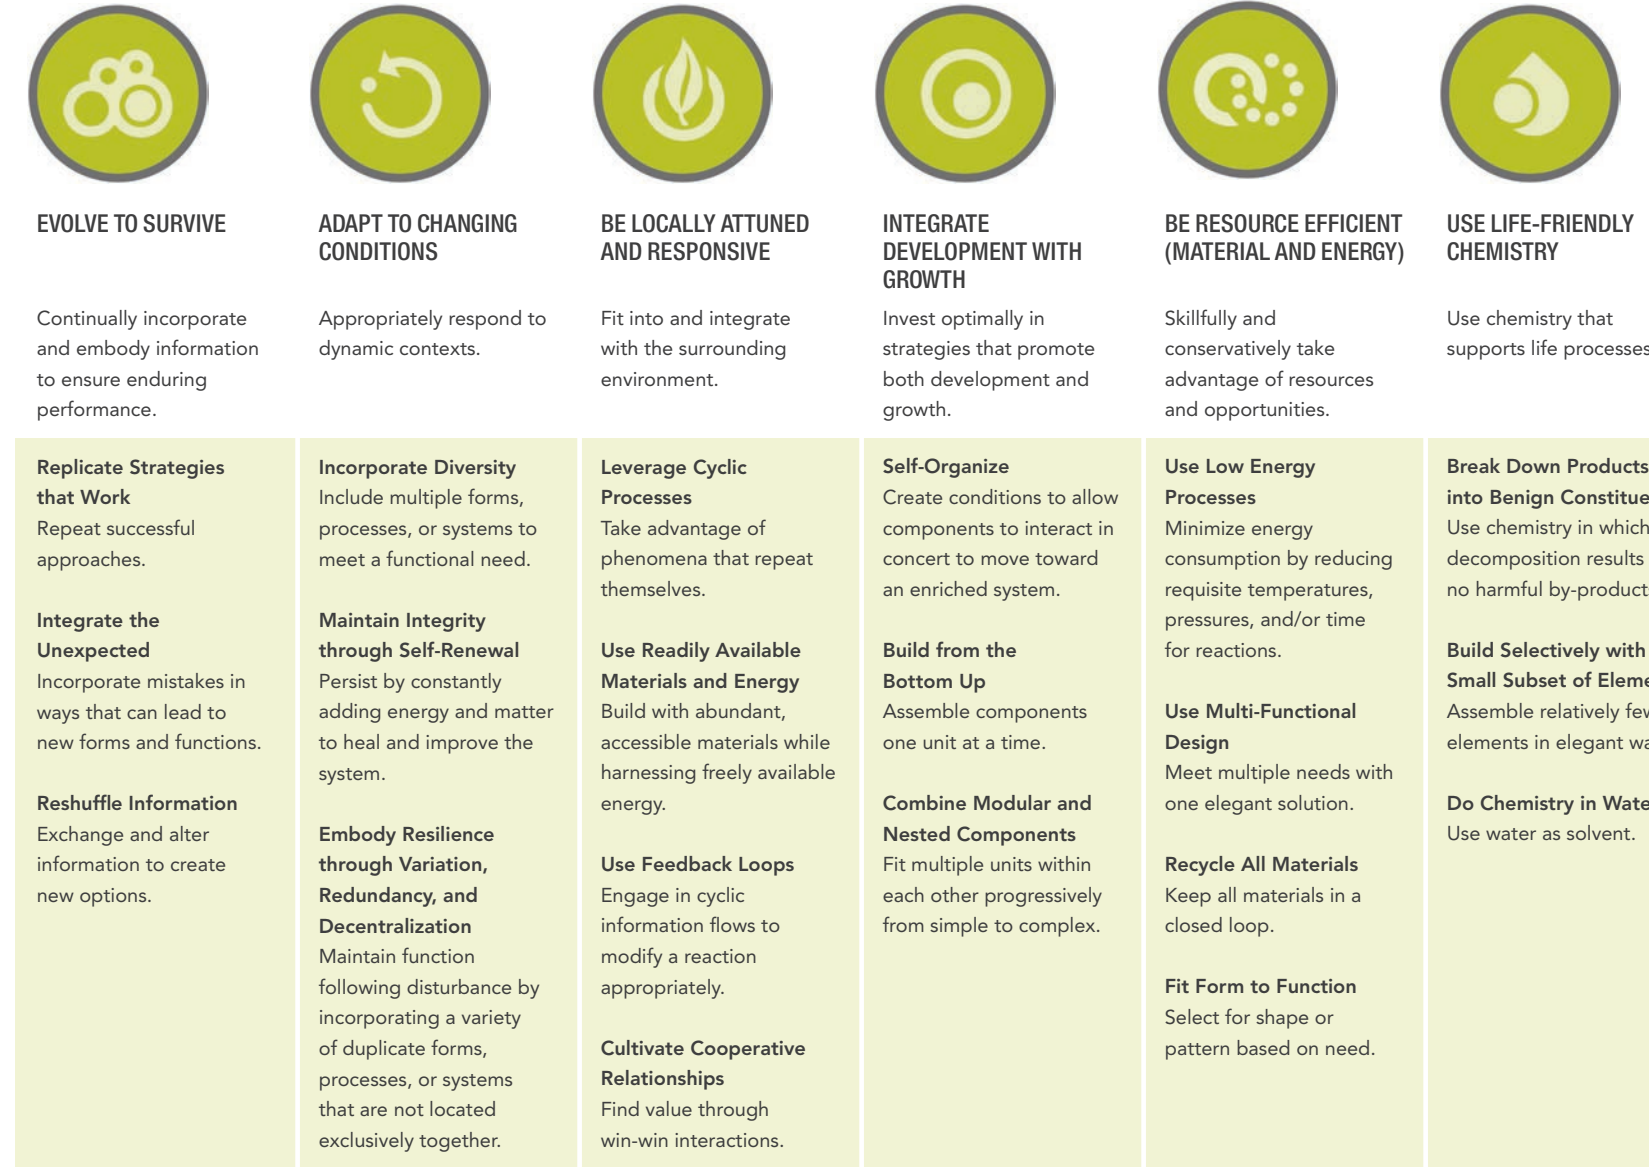 EVOLVE TO SURVIVE
Continually incorporate
and embody information
to ensure enduring
performance.
Replicate Strategies
that Work
Repeat successful
approaches.
Integrate the
Unexpected
Incorporate mistakes in
ways that can lead to
new forms and functions.
Reshuffle Information
Exchange and alter
information to create
new options.
ADAPT TO CHANGING
CONDITIONS
Appropriately respond to
dynamic contexts.
Incorporate Diversity
Include multiple forms,
processes, or systems to
meet a functional need.
Maintain Integrity
through Self-Renewal
Persist by constantly
adding energy and matter
to heal and improve the
system.
Embody Resilience
through Variation,
Redundancy, and
Decentralization
Maintain function
following disturbance by
incorporating a variety
of duplicate forms,
processes, or systems
that are not located
exclusively together.
BE LOCALLY ATTUNED
AND RESPONSIVE
Fit into and integrate
with the surrounding
environment.
Leverage Cyclic
Processes
Take advantage of
phenomena that repeat
themselves.
Use Readily Available
Materials and Energy
Build with abundant,
accessible materials while
harnessing freely available
energy.
Use Feedback Loops
Engage in cyclic
information flows to
modify a reaction
appropriately.
Cultivate Cooperative
Relationships
Find value through
win-win interactions.
INTEGRATE
DEVELOPMENT WITH
GROWTH
Invest optimally in
strategies that promote
both development and
growth.
Self-Organize
Create conditions to allow
components to interact in
concert to move toward
an enriched system.
Build from the
Bottom Up
Assemble components
one unit at a time.
Combine Modular and
Nested Components
Fit multiple units within
each other progressively
from simple to complex.
BE RESOURCE EFFICIENT
(MATERIAL AND ENERGY)
Skillfully and
conservatively take
advantage of resources
and opportunities.
Use Low Energy
Processes
Minimize energy
consumption by reducing
requisite temperatures,
pressures, and/or time
for reactions.
Use Multi-Functional
Design
Meet multiple needs with
one elegant solution.
Recycle All Materials
Keep all materials in a
closed loop.
Fit Form to Function
Select for shape or
pattern based on need.
USE LIFE-FRIENDLY
CHEMISTRY
Use chemistry that
supports life processes
Break Down Products
into Benign
Use chemistry in which
decomposition results
no harmful
Build Selectively with
Small Subset of
Assemble relatively
elements in elegant
Do Chemistry in
Use water as solvent.